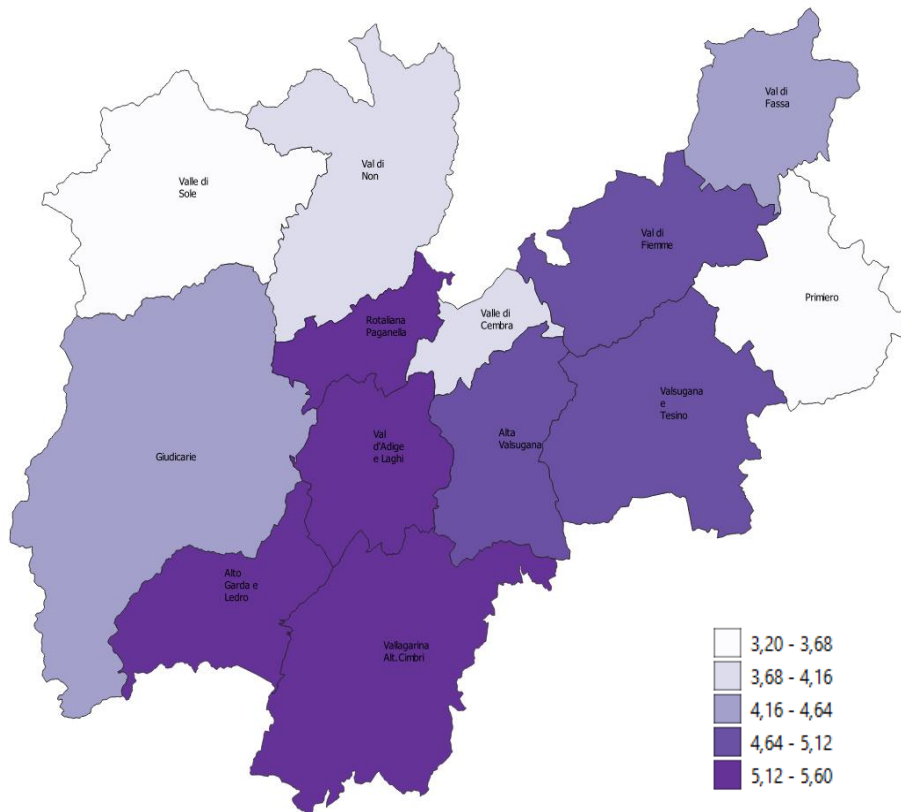 Val di
Fassa
Val di
Non
Valle di
Sole
Val di
Fiemme
Primiero
Rotaliana
Paganella
Valle di
Cembra
Valsugana
e
Tesino
Val
d'Adige
e Laghi
Alta
Valsugana
Giudicarie
Alto
Garda e
Ledro
Vallagarina
Alt. Cimbri
3,20 - 3,68
3,68 - 4,16
4,16 - 4,64
4,64 - 5,12
5,12 - 5,60